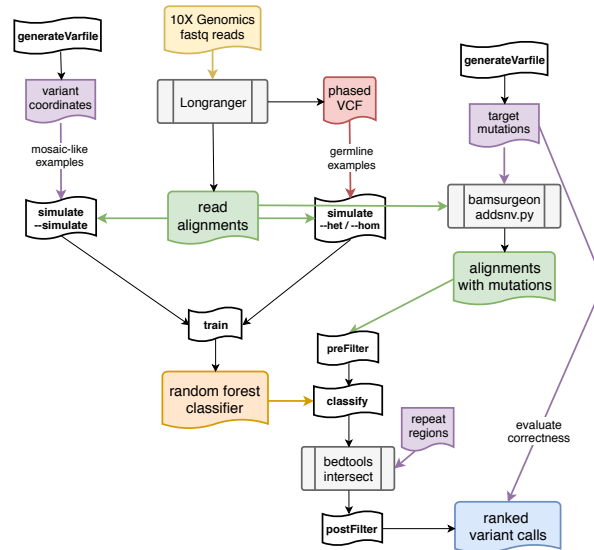 10X Genomics
fastq reads
generateVarfile
generateVarfile
variant
coordinates
Longranger
phased
VCF
target
mutations
mosaic-like
examples
germline
examples
simulate
--simulate
read
alignments
simulate
--het / --hom
bamsurgeon
addsnv.py
alignments
with mutations
train
preFilter
random forest
classifier
classify
repeat
regions
evaluate
correctness
bedtools
intersect
postFilter
ranked
variant calls